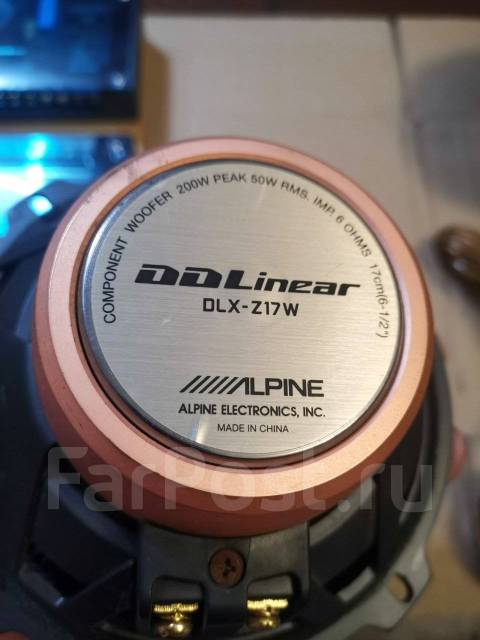 COMPONENT WOOFER 200W PEAK 50W RMS. IMP. 6 OHMS 17cm(6-1/2")
DDLinear
DLX-Z17W
ALPINE
ALPINE ELECTRONICS, INC.
MADE IN CHINA
FarPost.ru